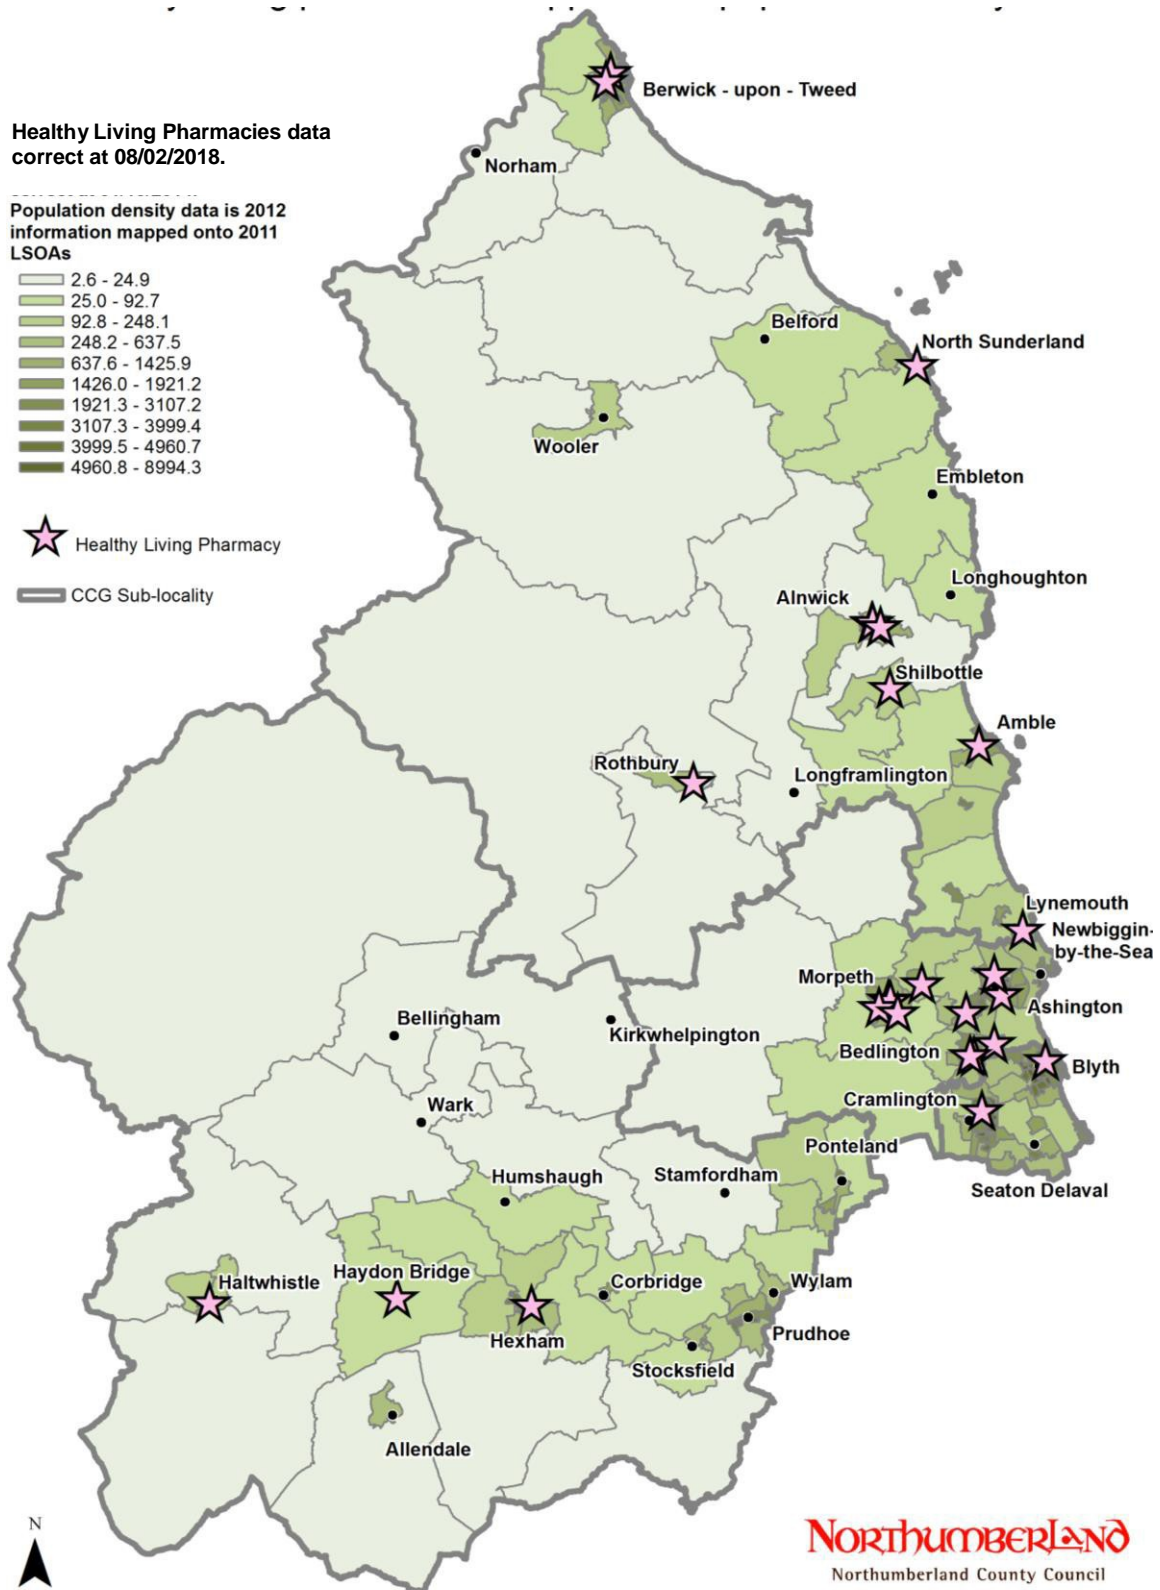 Berwick - upon - Tweed
Healthy Living Pharmacies data
correct at 08/02/2018.
Norham
Population density data is 2012
information mapped onto 2011
LSOAs
2.6 - 24.9
25.0 - 92.7
92.8 - 248.1
248.2 - 637.5
637.6 - 1425.9
1426.0 - 1921.2
1921.3 - 3107.2
3107.3 - 3999.4
3999.5 - 4960.7
4960.8 - 8994.3
Healthy Living Pharmacy
CCG Sub-locality
Belford
North Sunderland
Wooler
Embleton
Longhoughton
Alnwick
Shilbottle
Amble
Rothbury
Longframlington
Lynemouth
Newbiggin-
by-the-Sea
Morpeth
Ashington
Bellingham
Kirkwhelpington
Bedlington
Blyth
Cramlington
Wark
Ponteland
Humshaugh
Stamfordham
Seaton Delaval
Haltwhistle
Haydon Bridge
Corbridge
Wylam
Hexham
Prudhoe
Stocksfield
Allendale
N
NORTHUMBERLAND
Northumberland County Council